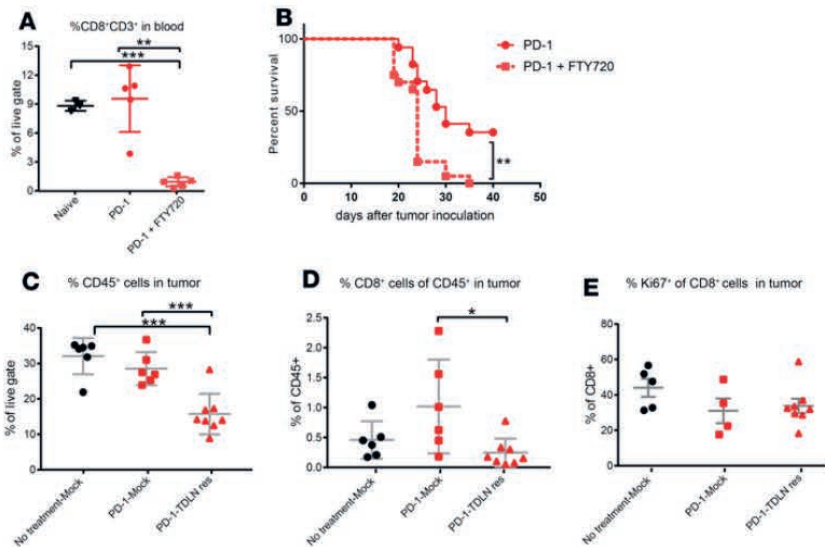 A
%CD8⁺CD3⁺ in blood
**
***
15
12
9
6
3
0
% of live gate
Naive
PD-1
PD-1 + FTY720
B
PD-1
PD-1 + FTY720
100
50
0
Percent survival
**
0 10 20 30 40 50
days after tumor inoculation
C
% CD45⁺ cells in tumor
***
***
40
30
20
10
0
% of live gate
No treatment-Mock
PD-1-Mock
PD-1-TDLN res
D
% CD8⁺ cells of CD45⁺ in tumor
*
2.5
2.0
1.5
1.0
0.5
0.0
% of CD45+
No treatment-Mock
PD-1-Mock
PD-1-TDLN res
E
% Ki67⁺ of CD8⁺ cells in tumor
80
60
40
20
0
% of CD8+
No treatment-Mock
PD-1-Mock
PD-1-TDLN res